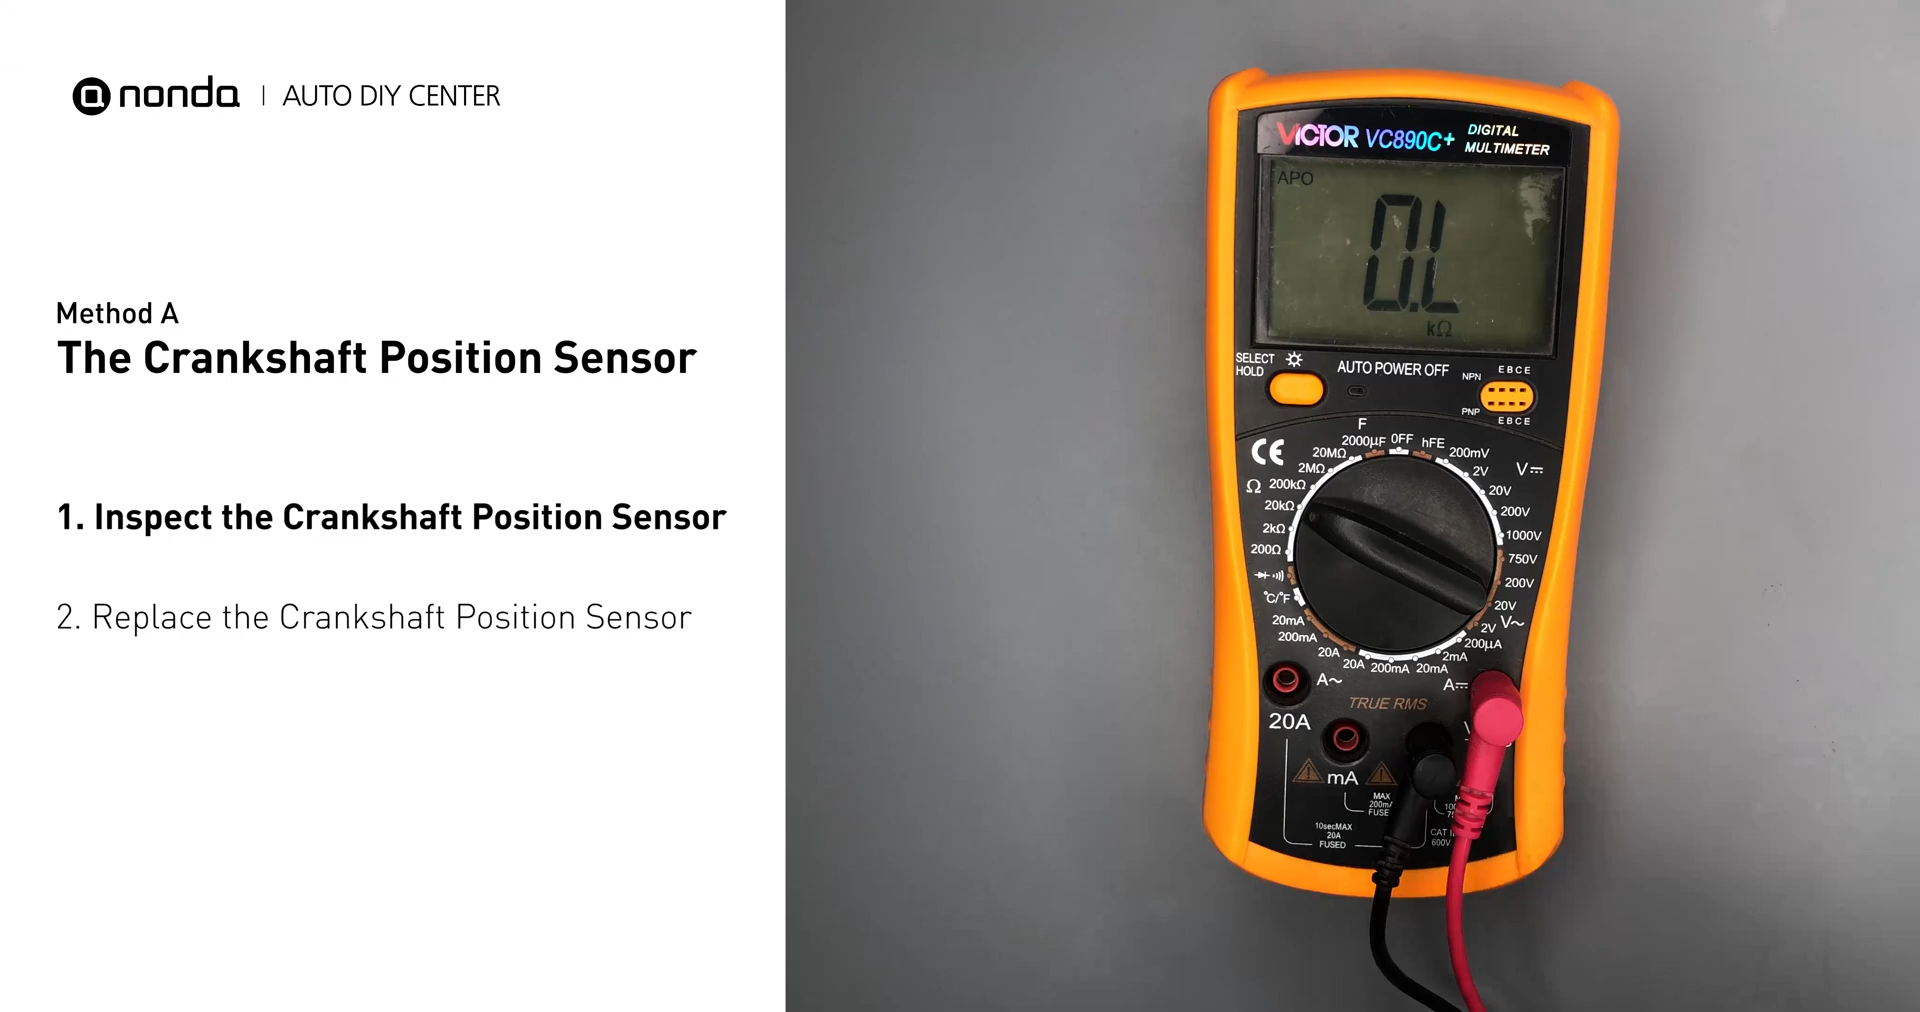 nonda | AUTO DIY CENTER
Method A
The Crankshaft Position Sensor
1. Inspect the Crankshaft Position Sensor
2. Replace the Crankshaft Position Sensor
VICTOR VC890C+ DIGITAL
MULTIMETER
APO
0.L
kΩ
SELECT
HOLD
AUTO POWER OFF
NPN
EBCE
PNP
EBCE
CE
F
2000µF
OFF
hFE
200mV
2V
V
20V
200V
1000V
750V
200V
20V
2V
V~
200µA
2mA
20mA
200mA
20A
A
20MΩ
2MΩ
Ω
200kΩ
20kΩ
2kΩ
200Ω
°C/°F
20mA
200mA
20A
A~
TRUE RMS
20A
mA
MAX
200mA
FUSED
10secMAX
20A
FUSED
CAT
600V